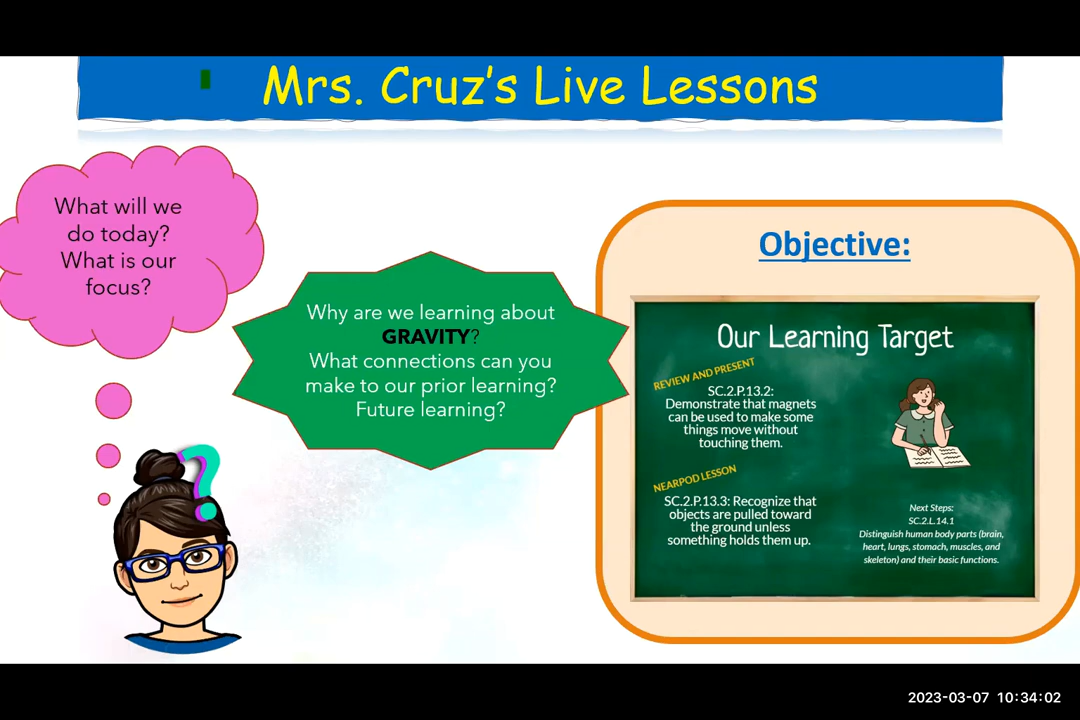 Mrs. Cruz's Live Lessons
What will we
do today?
What is our
focus?
Why are we learning about
GRAVITY?
What connections can you
make to our prior learning?
Future learning?
Objective:
Our Learning Target
REVIEW AND PRESENT
SC.2.P.13.2:
Demonstrate that magnets
can be used to make some
things move without
touching them.
NEARPOD LESSON
SC.2.P.13.3: Recognize that
objects are pulled toward
the ground unless
something holds them up.
Next Steps:
SC.2.L.14.1
Distinguish human body parts (brain,
heart, lungs, stomach, muscles, and
skeleton) and their basic functions.
?
2023-03-07 10:34:02